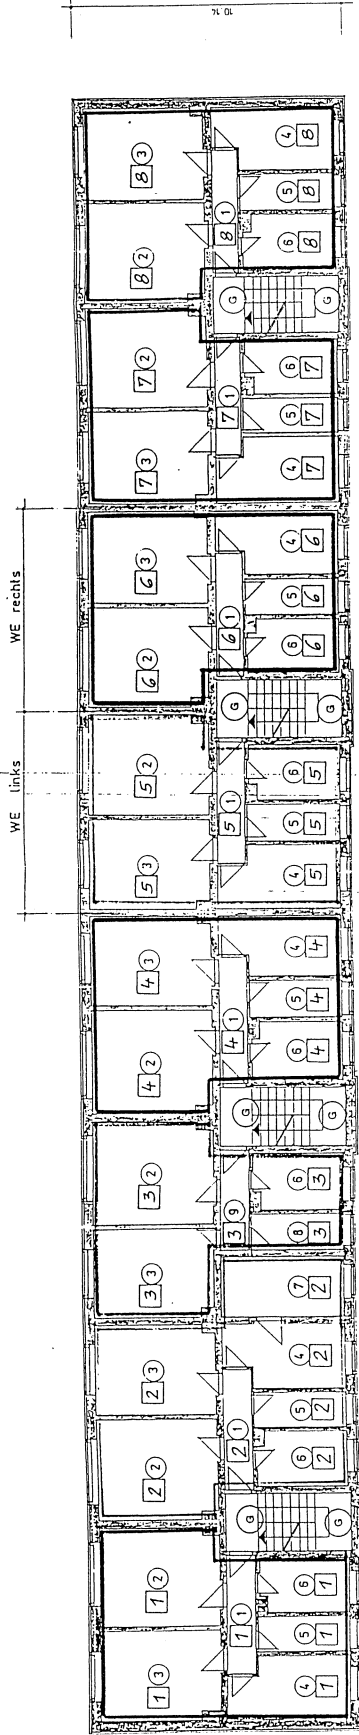 WE links WE rechts
1 3 1 2 2 2 2 3 3 3 3 2 4 2 4 3 5 3 5 2 6 2 6 3 7 3 7 2 8 2 8 3
1 1 2 1 3 9 4 1 5 1 6 1 7 1 8 1
G G G G
4 5 6 6 5 4 7 8 6 6 5 4 4 5 6 6 5 4 4 5 6 6 5 4
1 1 1 2 2 2 2 3 3 4 4 4 5 5 5 6 6 6 7 7 7 8 8 8
G G G G
10.14